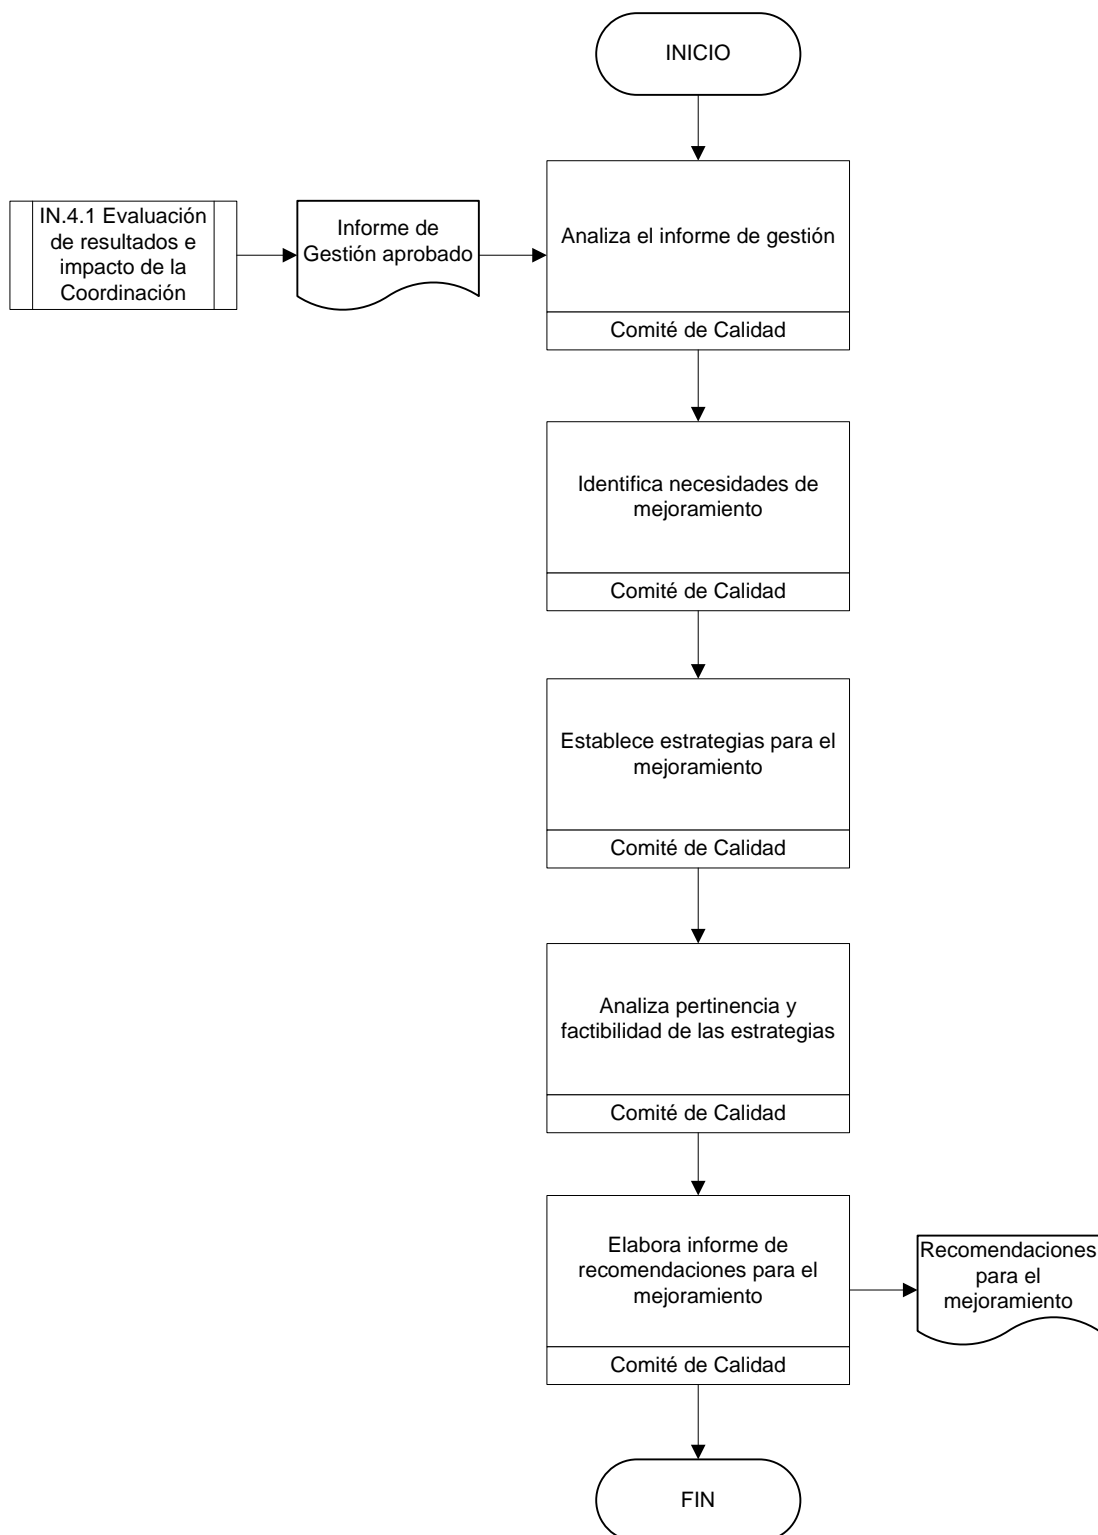 INICIO
IN.4.1 Evaluación
de resultados e
impacto de la
Coordinación
Informe de
Gestión aprobado
Analiza el informe de gestión
Comité de Calidad
Identifica necesidades de
mejoramiento
Comité de Calidad
Establece estrategias para el
mejoramiento
Comité de Calidad
Analiza pertinencia y
factibilidad de las estrategias
Comité de Calidad
Elabora informe de
recomendaciones para el
mejoramiento
Comité de Calidad
Recomendaciones
para el
mejoramiento
FIN